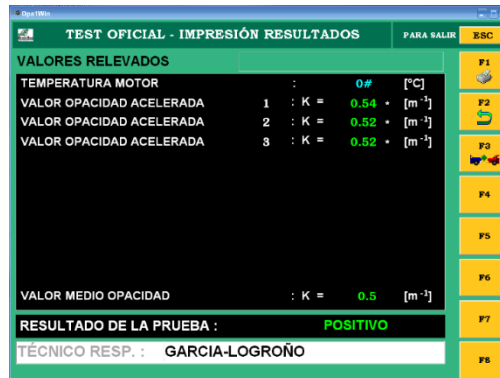 Opa1Win
TEST OFICIAL - IMPRESIÓN RESULTADOS PARA SALIR ESC
VALORES RELEVADOS F1
TEMPERATURA MOTOR : 0# [°C]
VALOR OPACIDAD ACELERADA 1 : K = 0.54 * [m⁻¹] F2
VALOR OPACIDAD ACELERADA 2 : K = 0.52 * [m⁻¹]
VALOR OPACIDAD ACELERADA 3 : K = 0.52 * [m⁻¹] F3
F4
F5
F6
VALOR MEDIO OPACIDAD : K = 0.5 [m⁻¹]
RESULTADO DE LA PRUEBA : POSITIVO F7
TÉCNICO RESP. : GARCIA-LOGROÑO F8